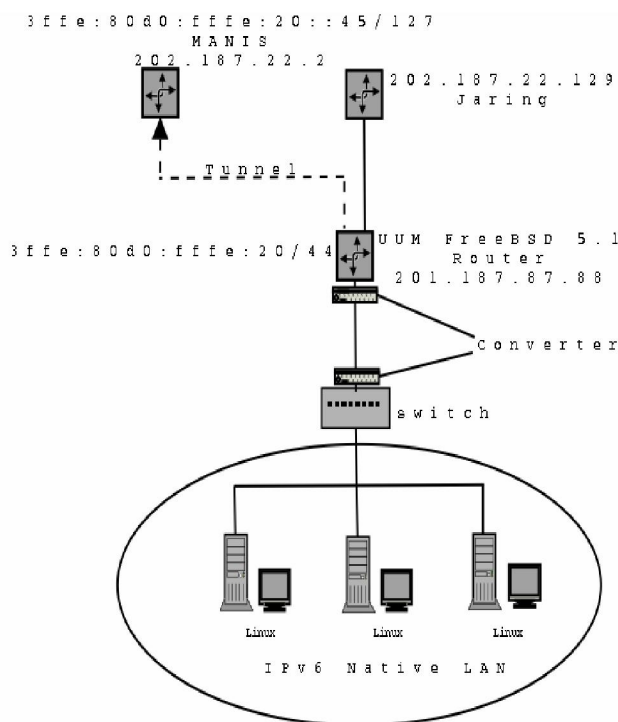 3ffe:80d0:fffe:20::45/127
MANIS
202.187.22.2
202.187.22.129
Jaring
Tunnel
3ffe:80d0:fffe:20/44
UUM FreeBSD 5.1
Router
201.187.87.88
Converter
switch
Linux
Linux
Linux
IPv6 Native LAN